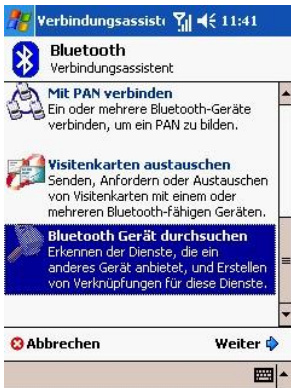 Verbindungsassiste 11:41
Bluetooth
Verbindungsassistent
Mit PAN verbinden
Ein oder mehrere Bluetooth-Geräte
verbinden, um ein PAN zu bilden.
Visitenkarten austauschen
Senden, Anfordern oder Austauschen
von Visitenkarten mit einem oder
mehreren Bluetooth-fähigen Geräten.
Bluetooth Gerät durchsuchen
Erkennen der Dienste, die ein
anderes Gerät anbietet, und Erstellen
von Verknüpfungen für diese Dienste.
Abbrechen Weiter